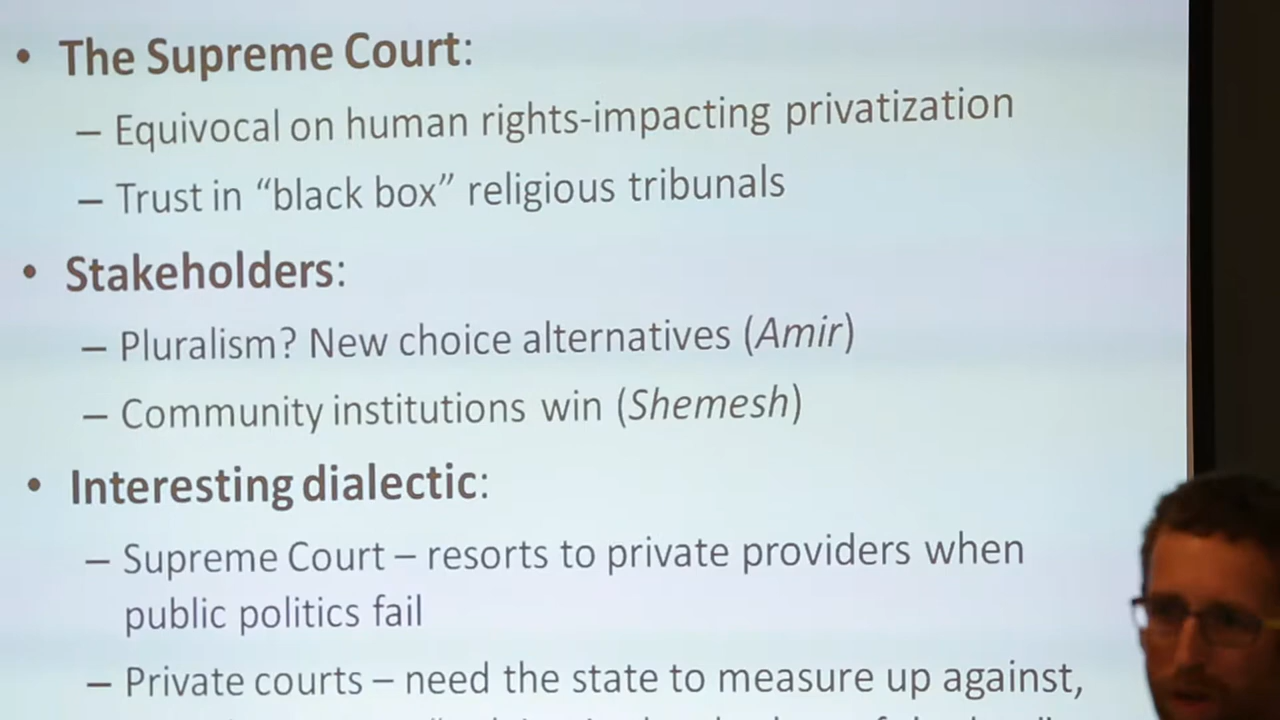 • The Supreme Court:
– Equivocal on human rights-impacting privatization
– Trust in “black box” religious tribunals
• Stakeholders:
– Pluralism? New choice alternatives (Amir)
– Community institutions win (Shemesh)
• Interesting dialectic:
– Supreme Court – resorts to private providers when
public politics fail
– Private courts – need the state to measure up against,